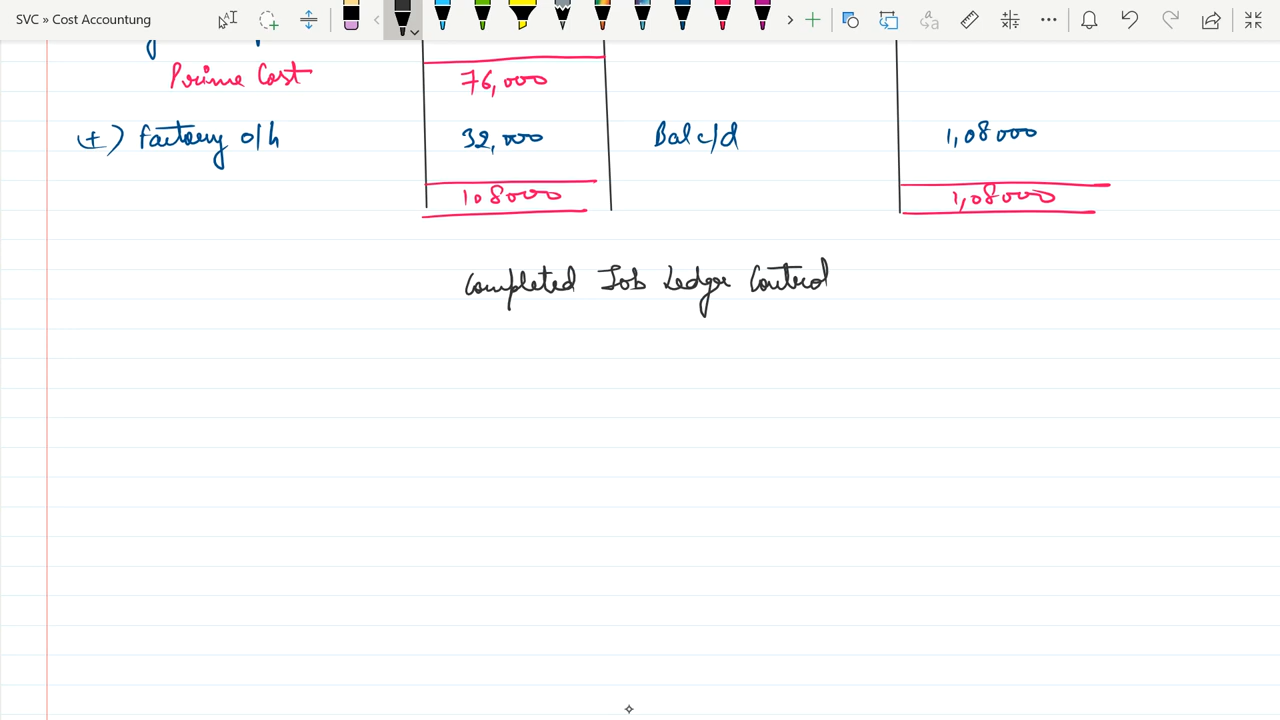 SVC » Cost Accountung
Prime Cost 76,000
(+) Factory o/h 32,000 Bal c/d 1,08000
108000 1,08000
Completed Job Ledger Control